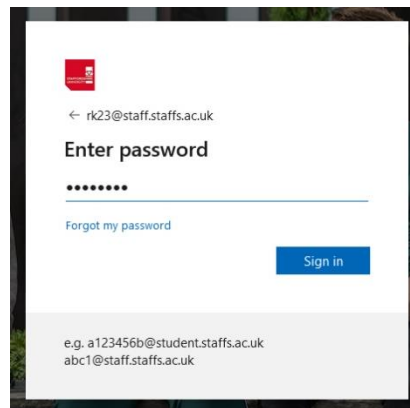 ← rk23@staff.staffs.ac.uk
Enter password
••••••••
Forgot my password
Sign in
e.g. a123456b@student.staffs.ac.uk
abc1@staff.staffs.ac.uk